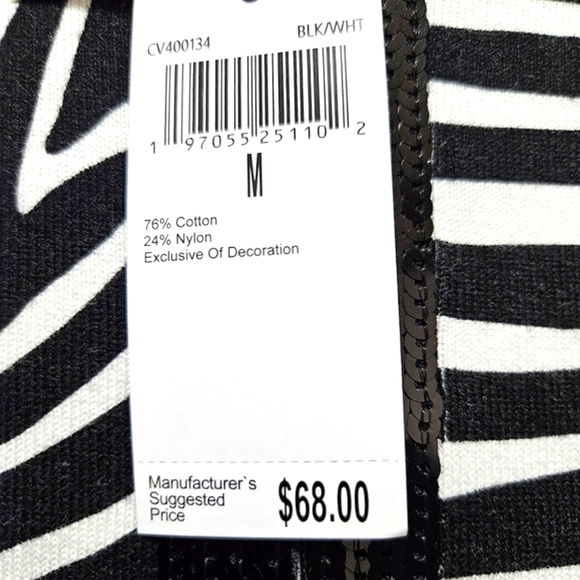 CV400134 BLK/WHT
1 97055 25110 2
M
76% Cotton
24% Nylon
Exclusive Of Decoration
Manufacturer`s
Suggested
Price
$68.00